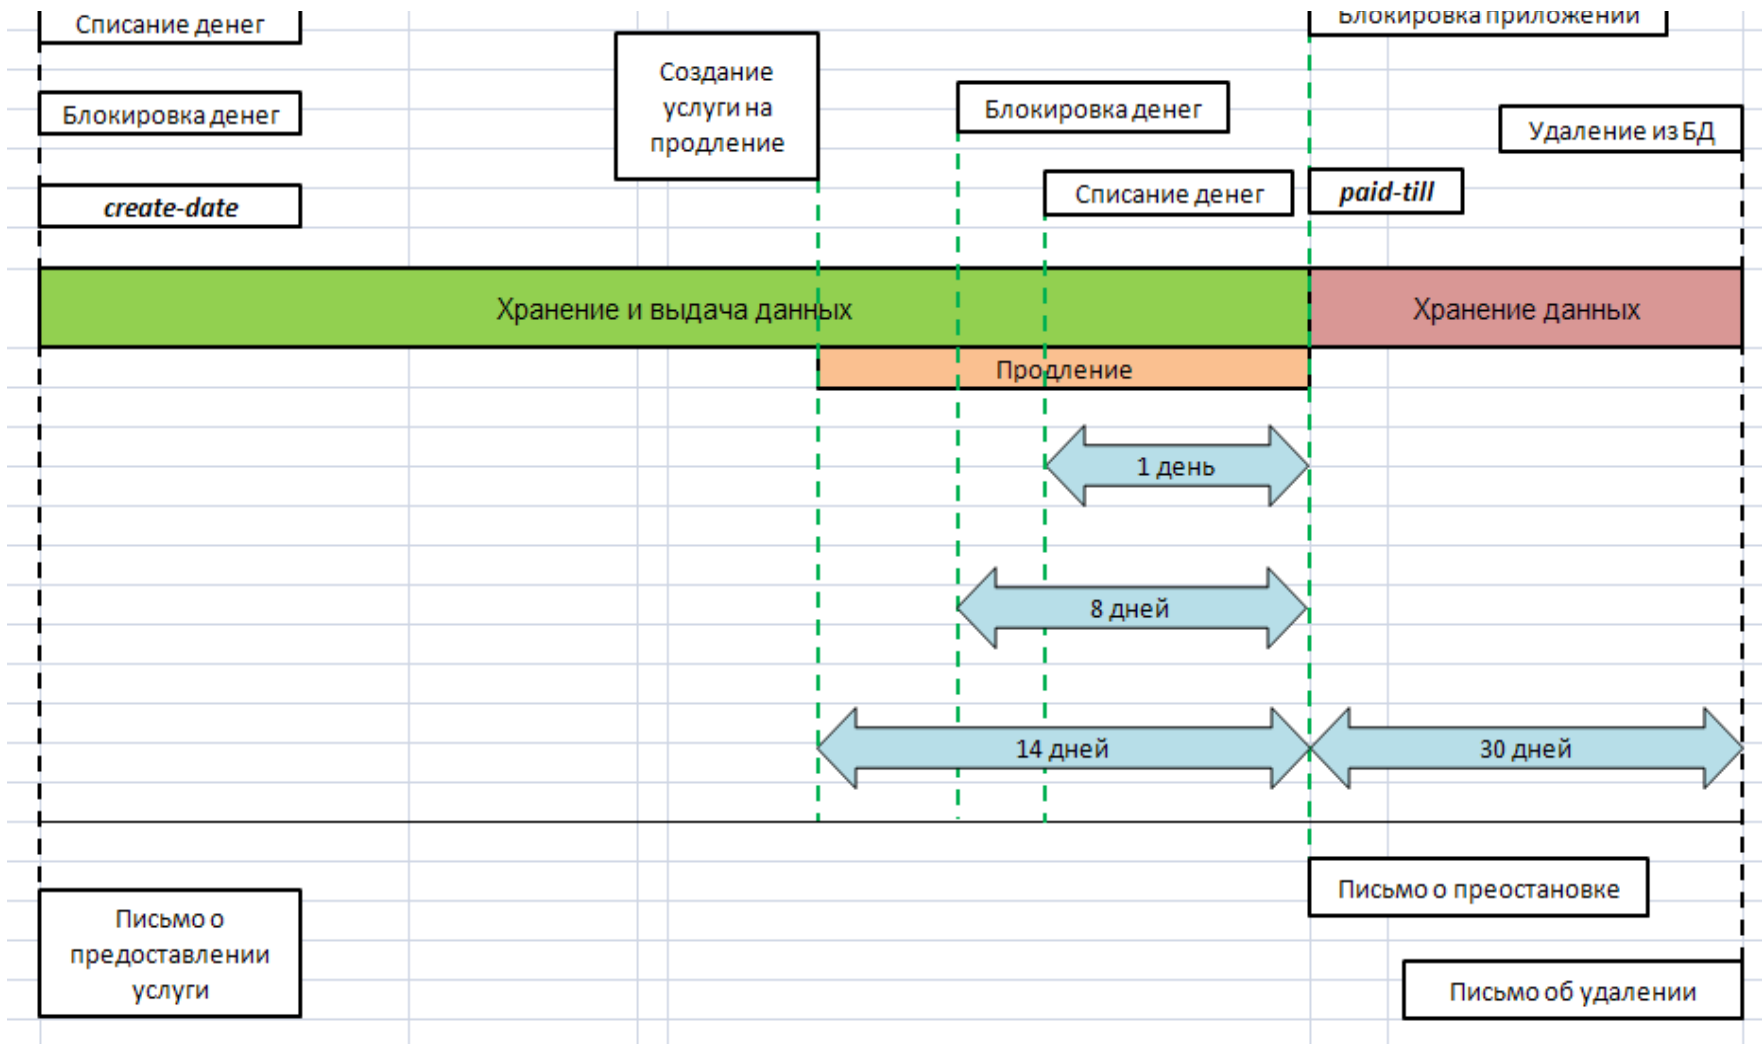 Списание денег
Блокировка приложений
Создание
услуги на
продление
Блокировка денег
Блокировка денег
Удаление из БД
create-date
Списание денег
paid-till
Хранение и выдача данных
Хранение данных
Продление
1 день
8 дней
14 дней
30 дней
Письмо о преостановке
Письмо о
предоставлении
услуги
Письмо об удалении